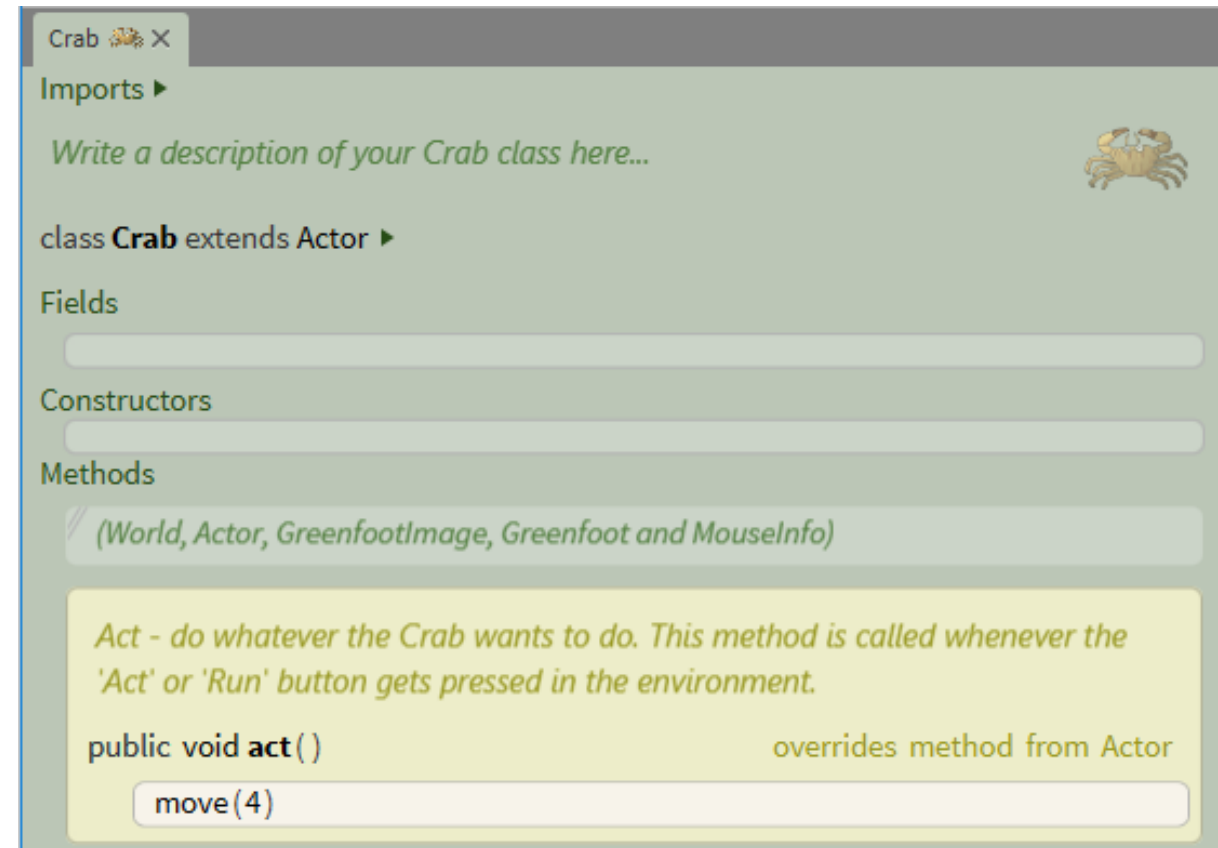 Crab
Imports
Write a description of your Crab class here...
class Crab extends Actor
Fields
Constructors
Methods
(World, Actor, GreenfootImage, Greenfoot and MouseInfo)
Act - do whatever the Crab wants to do. This method is called whenever the
'Act' or 'Run' button gets pressed in the environment.
public void act() overrides method from Actor
move(4)